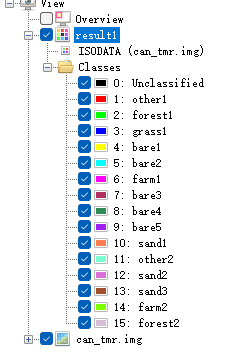 View
Overview
result1
ISODATA (can_tmr.img)
Classes
0: Unclassified
1: other1
2: forest1
3: grass1
4: bare1
5: bare2
6: farm1
7: bare3
8: bare4
9: bare5
10: sand1
11: other2
12: sand2
13: sand3
14: farm2
15: forest2
can_tmr.img